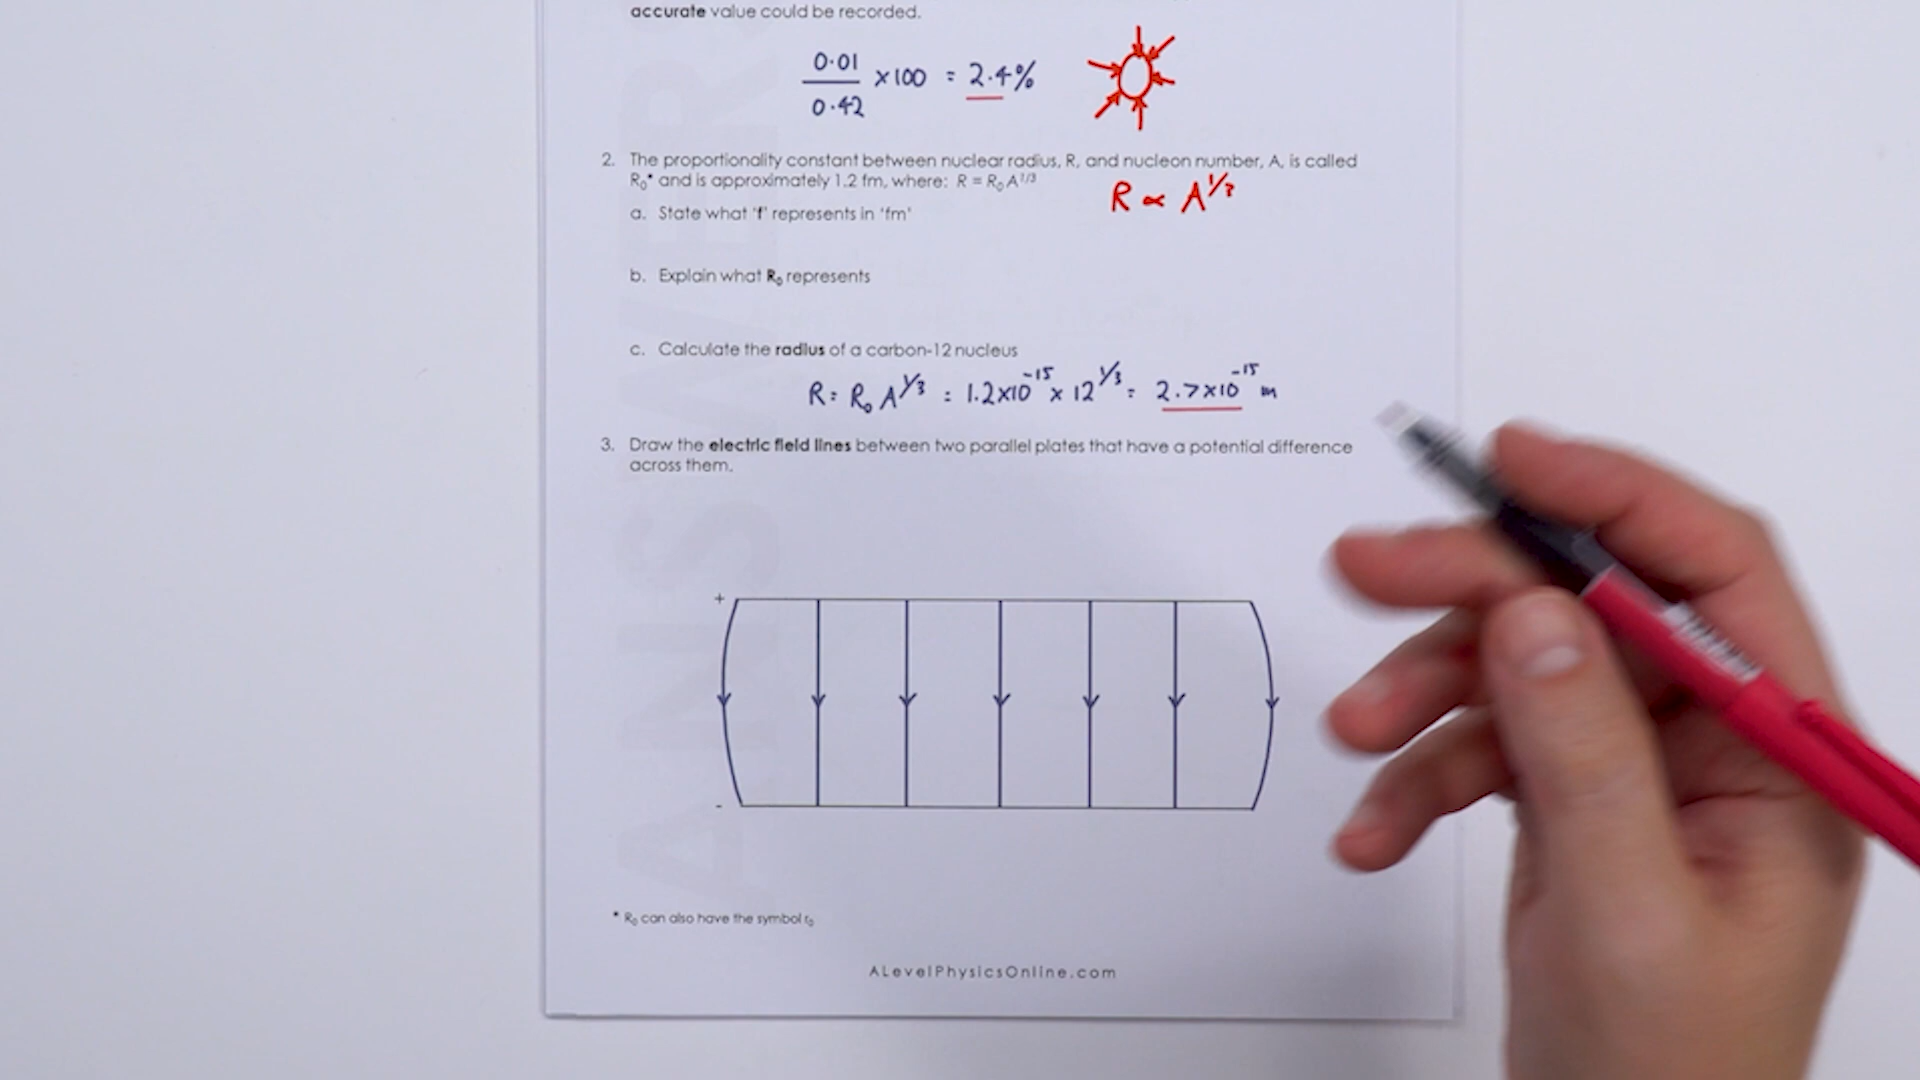 accurate value could be recorded.
0.01
0.42
×100 = 2.4%
2. The proportionality constant between nuclear radius, R, and nucleon number, A, is called
R₀* and is approximately 1.2 fm, where: R = R₀ A^1/3
R ∝ A^1/3
a. State what 'f' represents in 'fm'
b. Explain what R₀ represents
c. Calculate the radius of a carbon-12 nucleus
R = R₀ A^1/3 = 1.2×10^-15 × 12^1/3 = 2.7×10^-15 m
3. Draw the electric field lines between two parallel plates that have a potential difference
across them.
+
-
* R₀ can also have the symbol r₀
ALevelPhysicsOnline.com
ANSWER